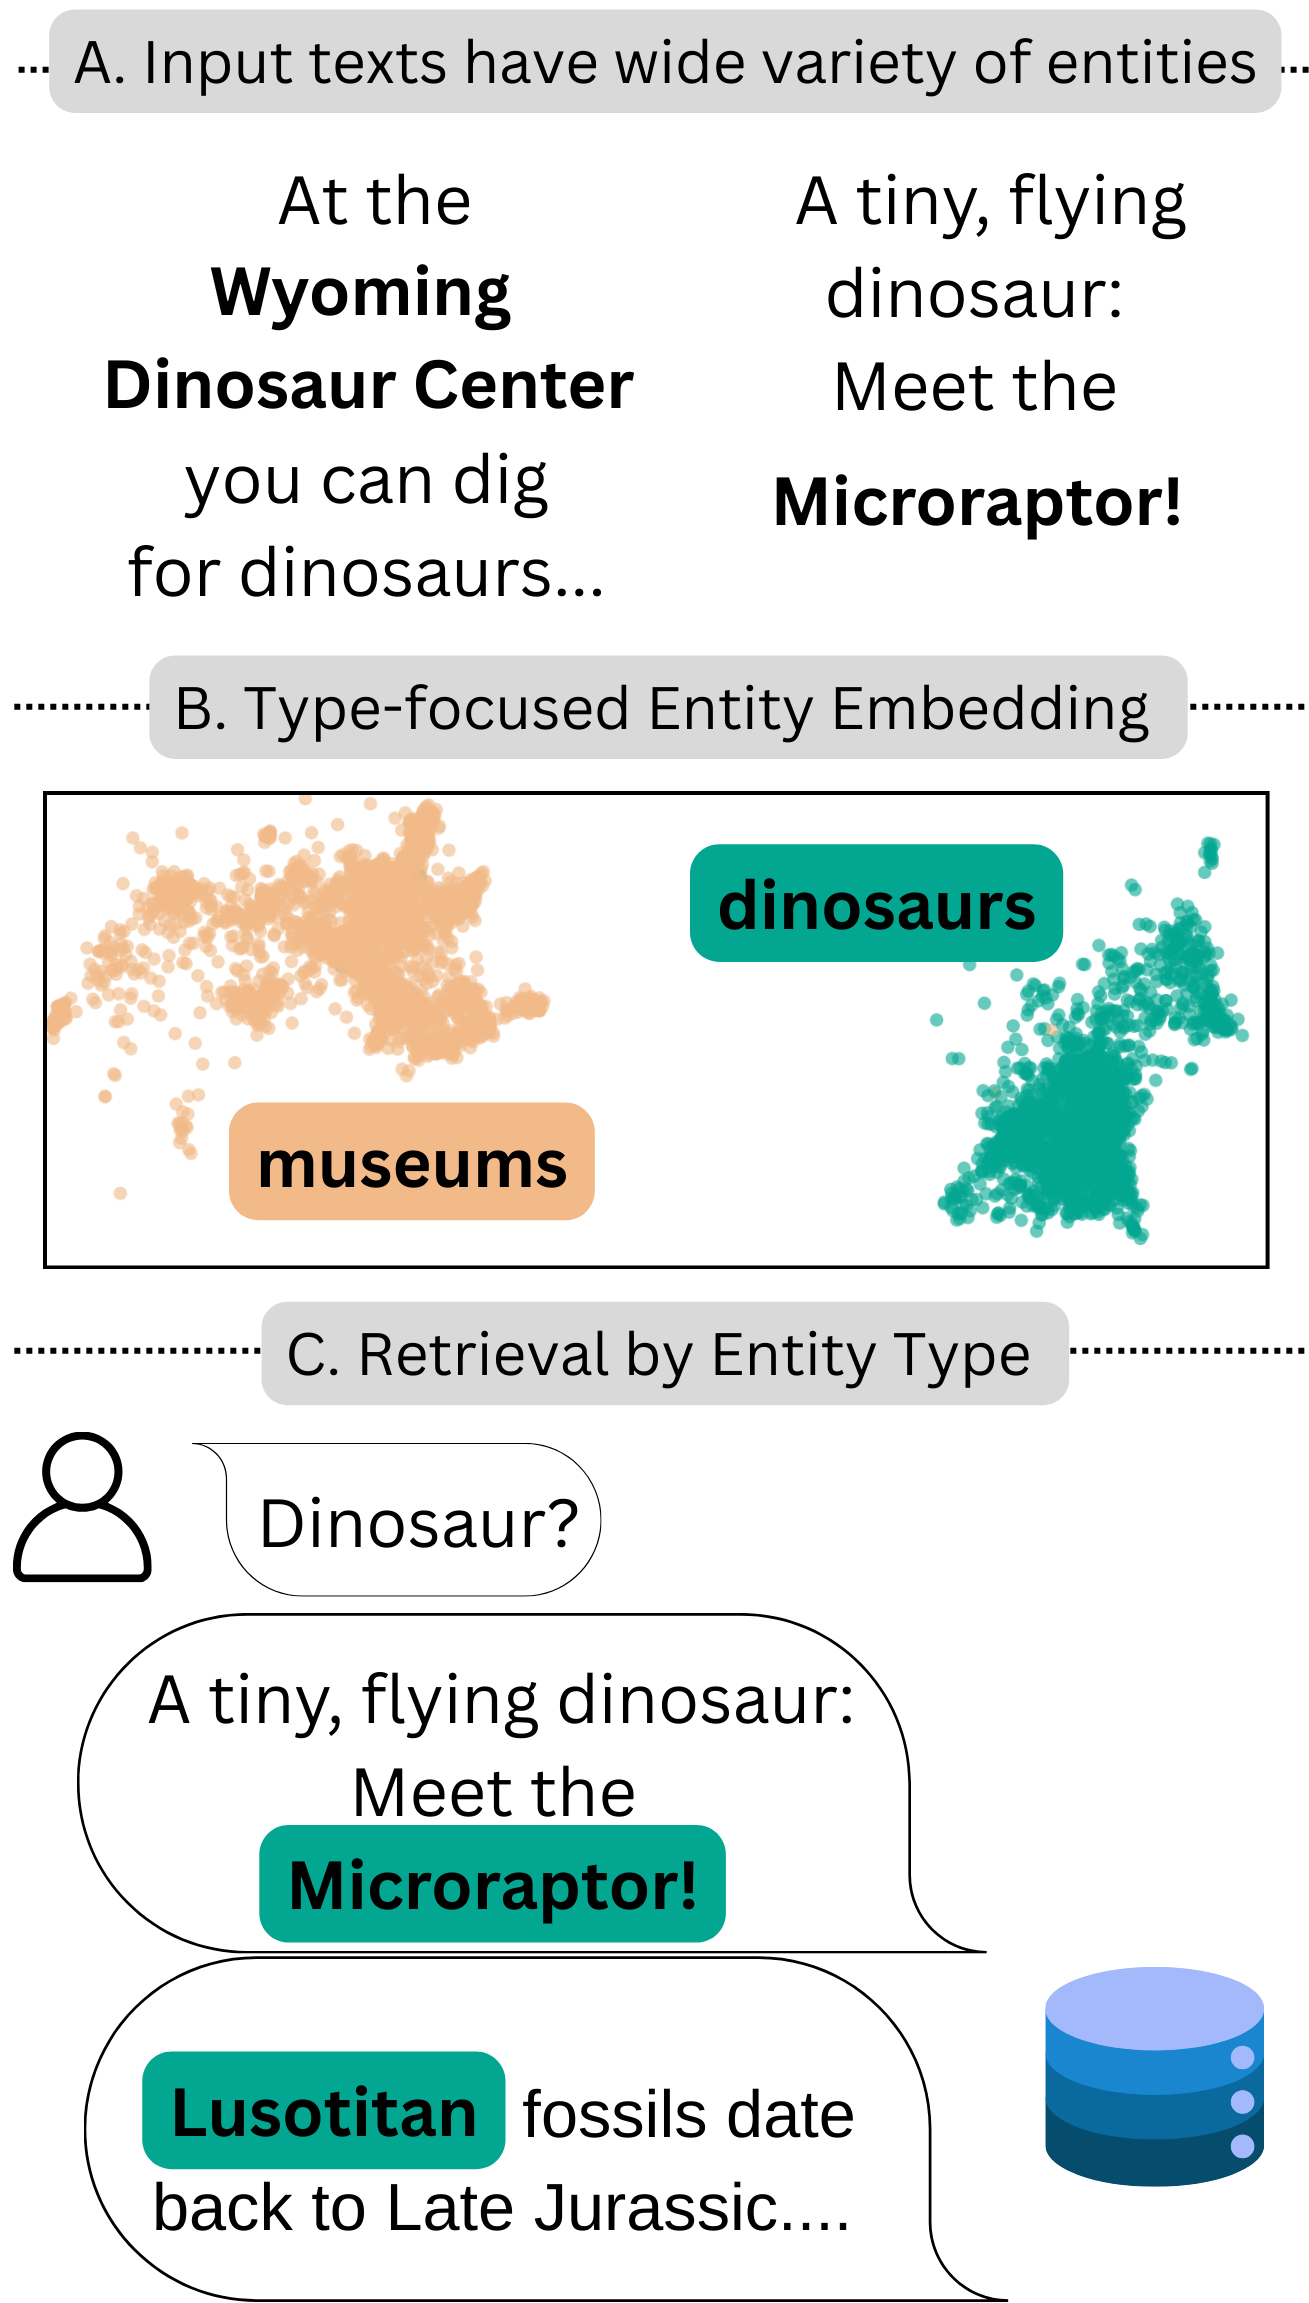 A. Input texts have wide variety of entities
At the
Wyoming
Dinosaur Center
you can dig
for dinosaurs...
A tiny, flying
dinosaur:
Meet the
Microraptor!
B. Type-focused Entity Embedding
dinosaurs
museums
C. Retrieval by Entity Type
Dinosaur?
A tiny, flying dinosaur:
Meet the
Microraptor!
Lusotitan fossils date
back to Late Jurassic....